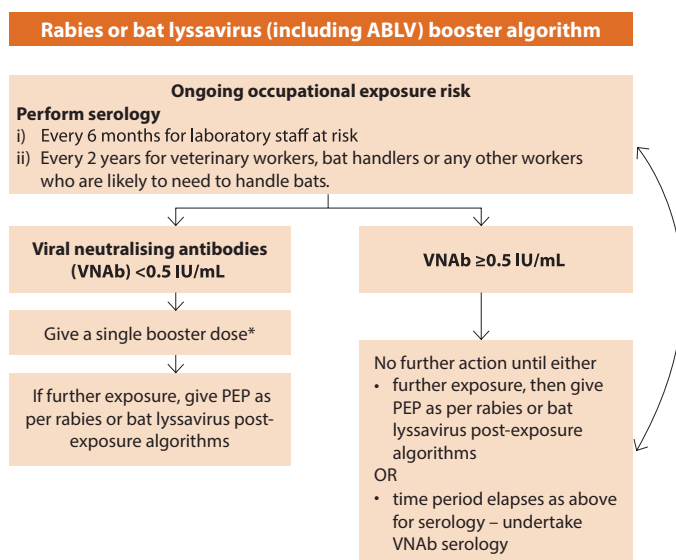 Rabies or bat lyssavirus (including ABLV) booster algorithm
Ongoing occupational exposure risk
Perform serology
i) Every 6 months for laboratory staff at risk
ii) Every 2 years for veterinary workers, bat handlers or any other workers
who are likely to need to handle bats.
Viral neutralising antibodies
(VNAb) <0.5 IU/mL
Give a single booster dose*
If further exposure, give PEP as
per rabies or bat lyssavirus post-
exposure algorithms
VNAb ≥0.5 IU/mL
No further action until either
• further exposure, then give
PEP as per rabies or bat
lyssavirus post-exposure
algorithms
OR
• time period elapses as above
for serology – undertake
VNAb serology